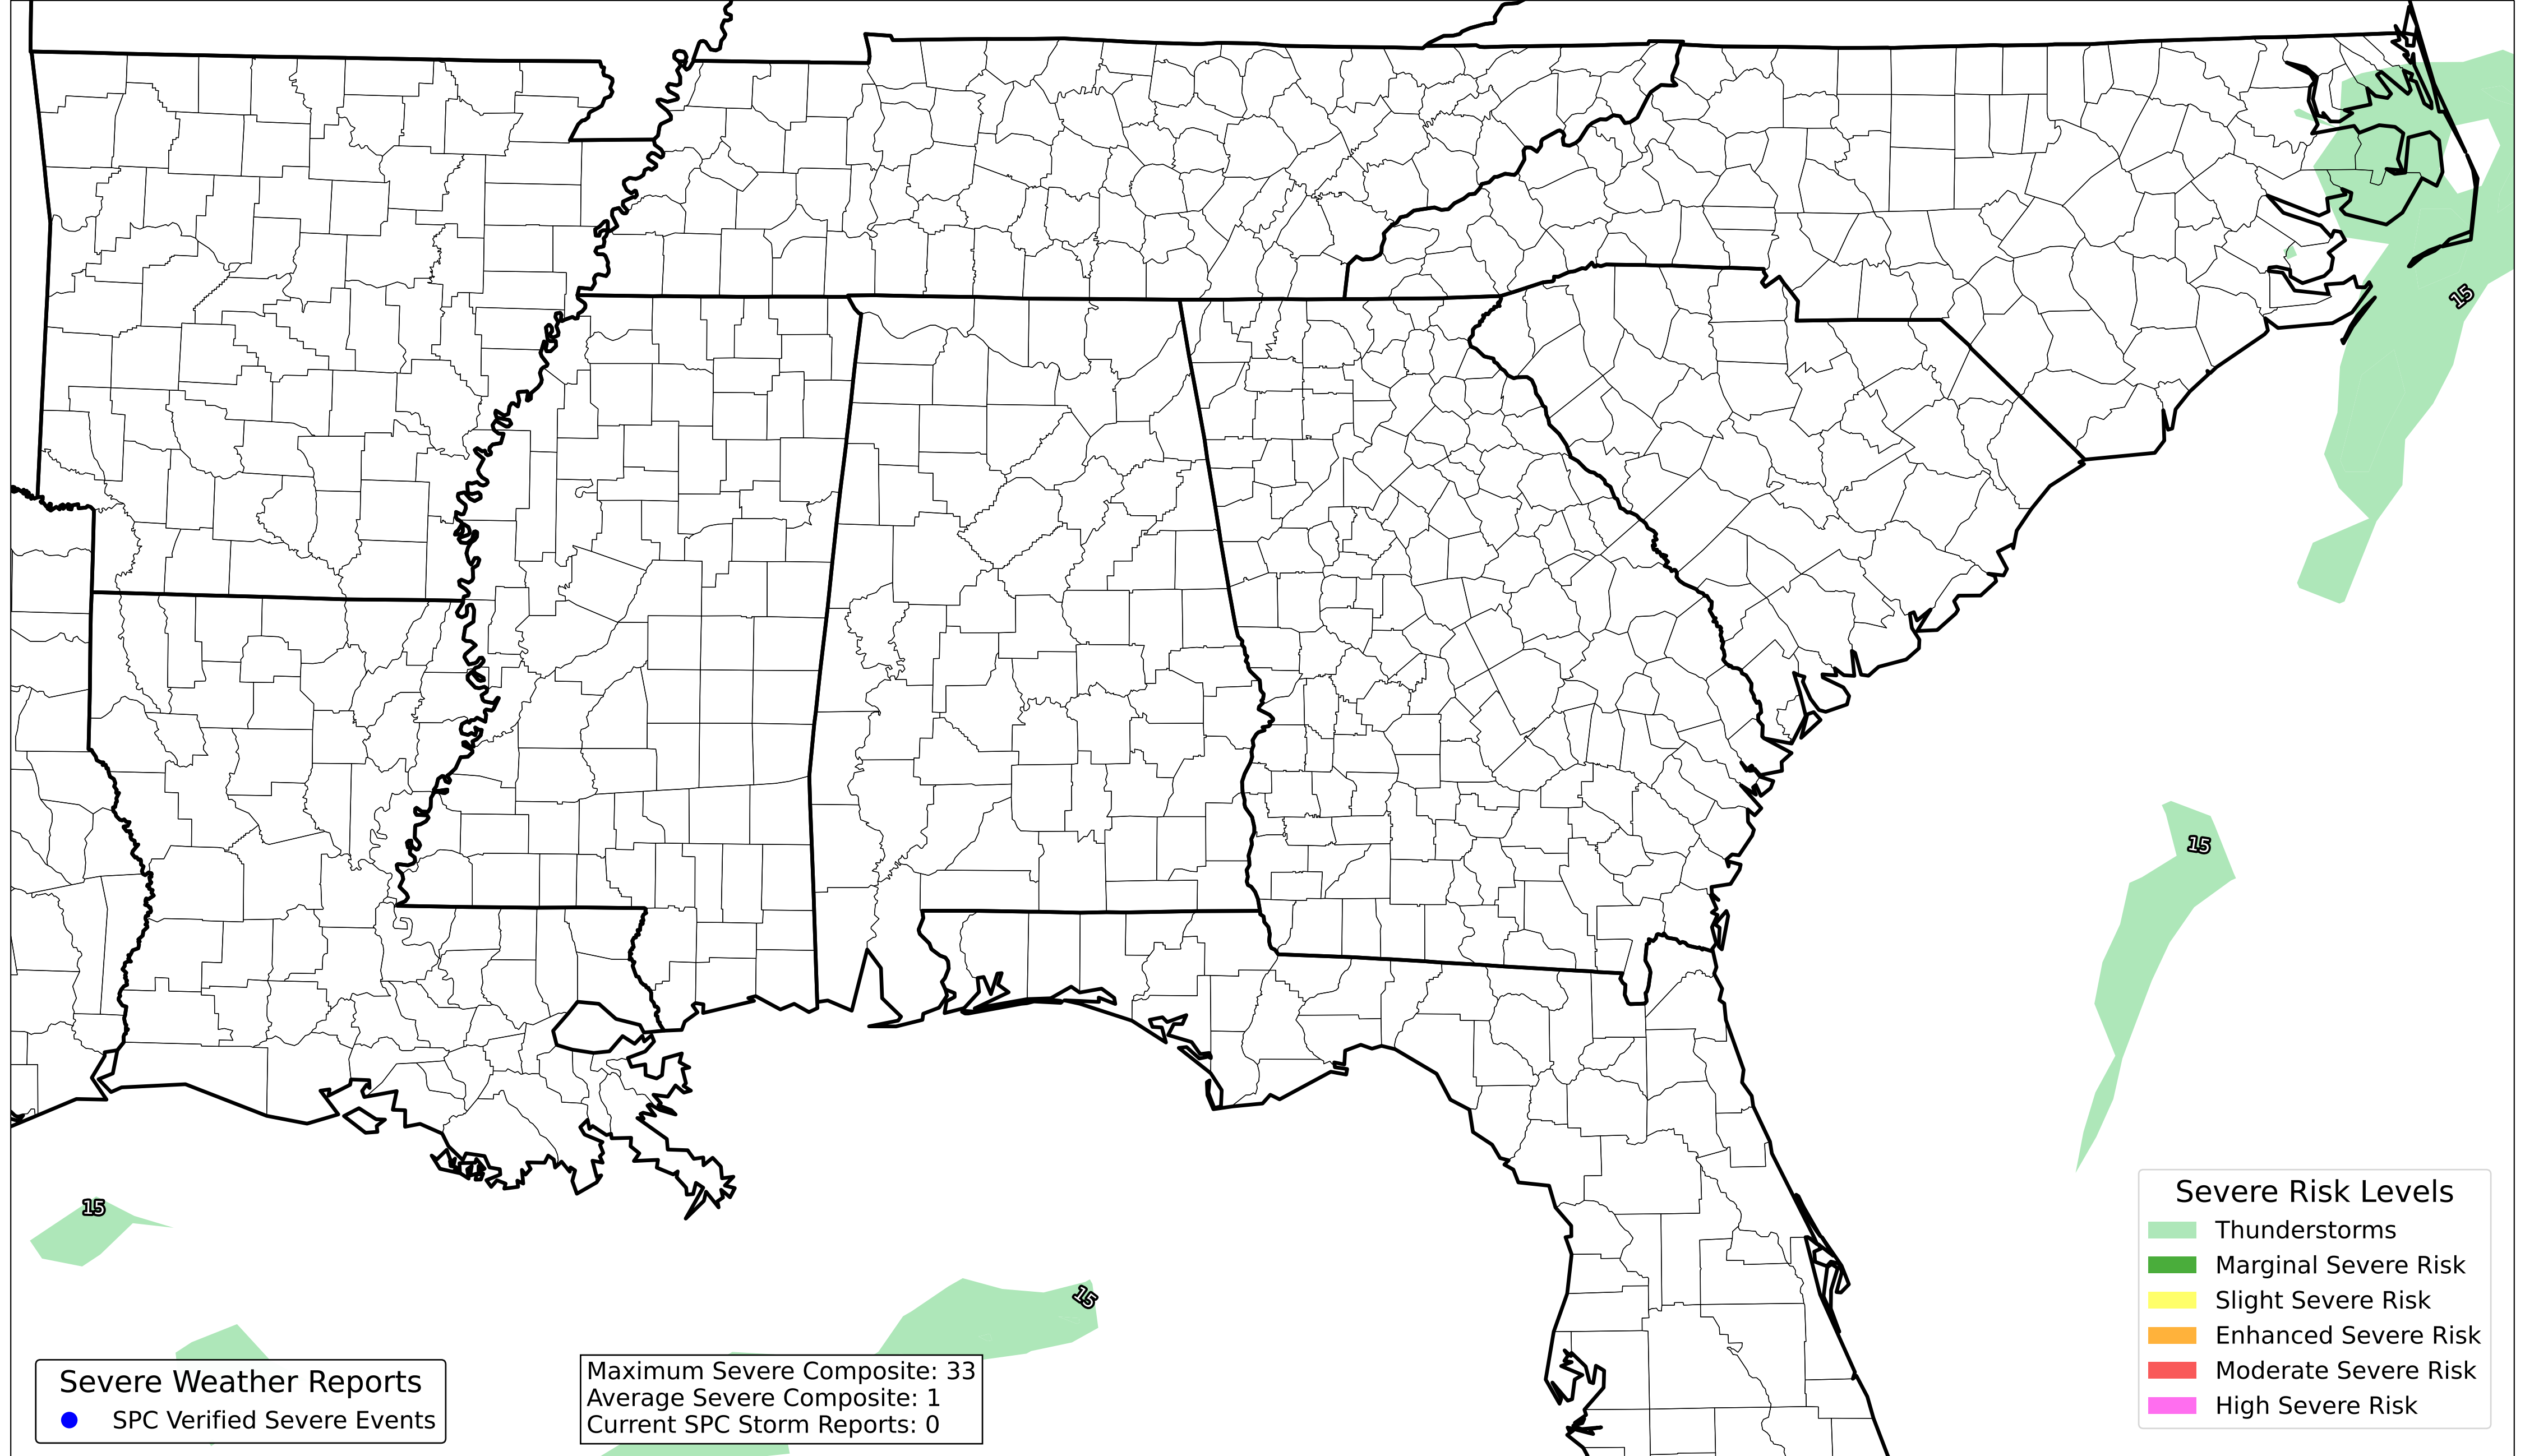 15
15
15
15
Severe Weather Reports
SPC Verified Severe Events
Maximum Severe Composite: 33
Average Severe Composite: 1
Current SPC Storm Reports: 0
Severe Risk Levels
Thunderstorms
Marginal Severe Risk
Slight Severe Risk
Enhanced Severe Risk
Moderate Severe Risk
High Severe Risk